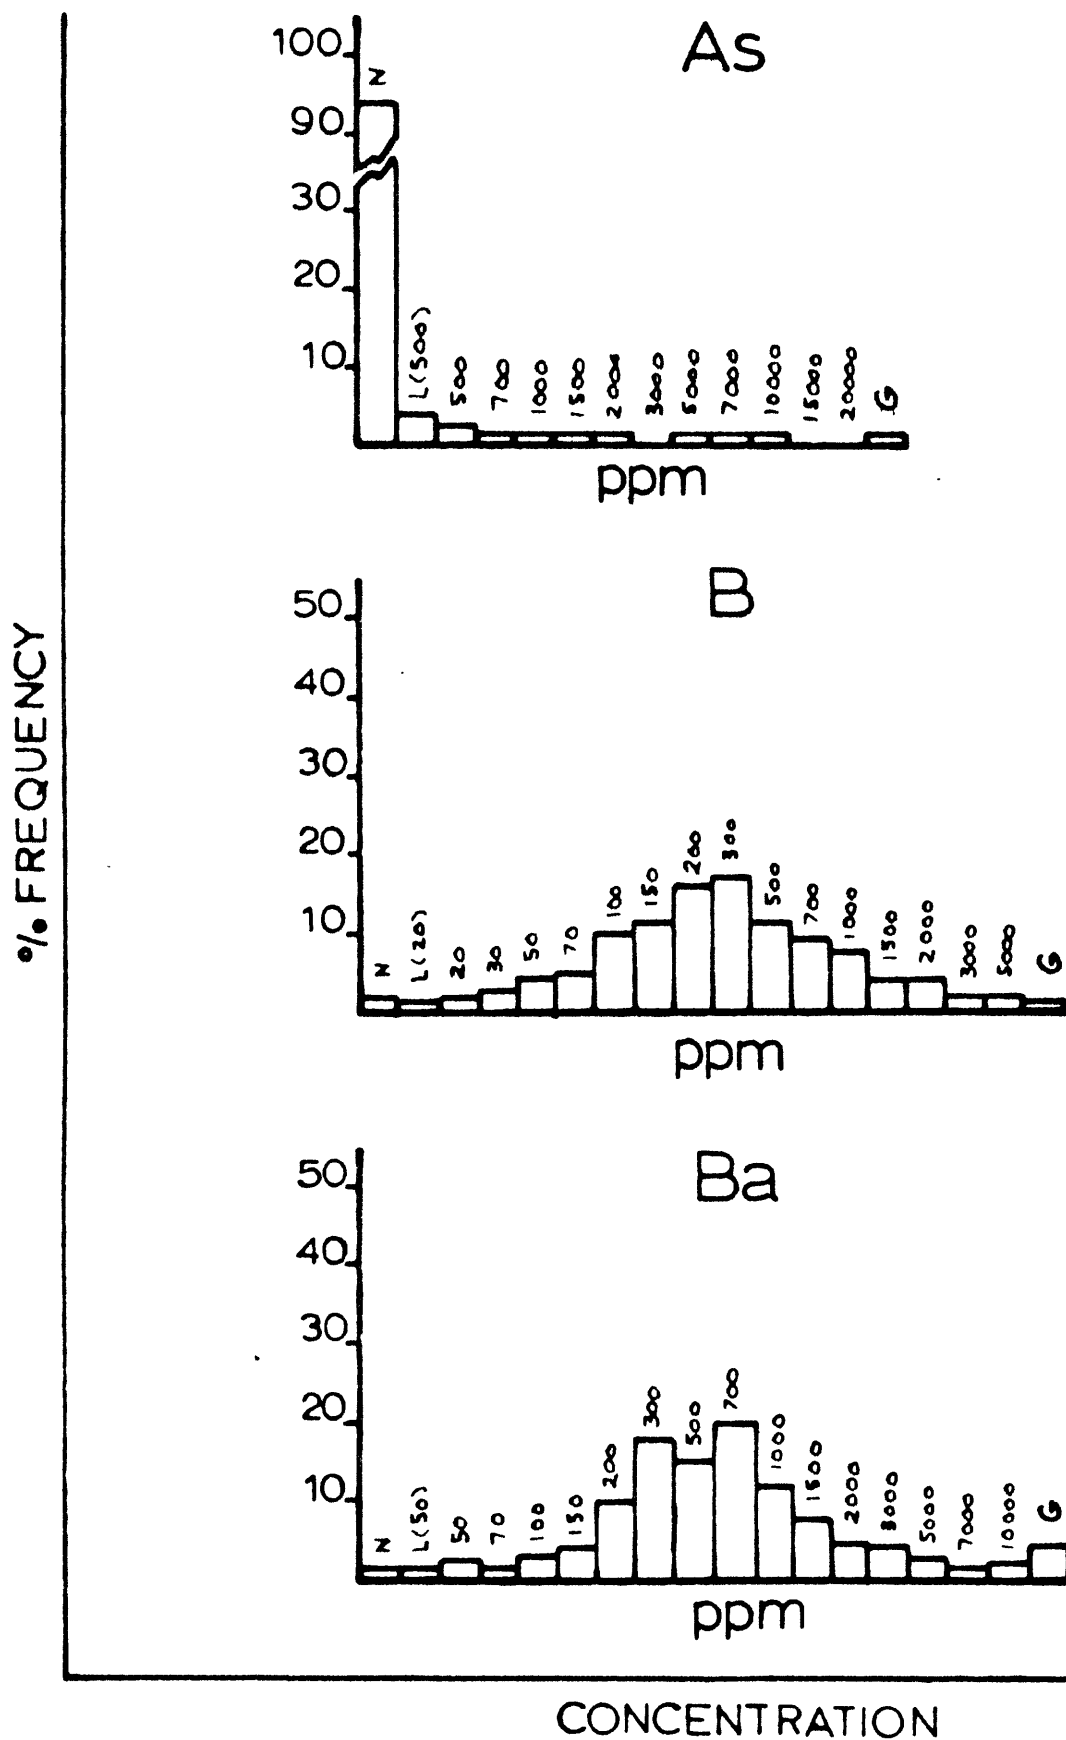 % FREQUENCY
As
100
90
30
20
10
N L(500) 500 700 1000 1500 2000 3000 5000 7000 10000 15000 20000 G
ppm
B
50
40
30
20
10
N L(20) 20 30 50 70 100 150 200 300 500 700 1000 1500 2000 3000 5000 G
ppm
Ba
50
40
30
20
10
N L(50) 50 70 100 150 200 300 500 700 1000 1500 2000 3000 5000 7000 10000 G
ppm
CONCENTRATION